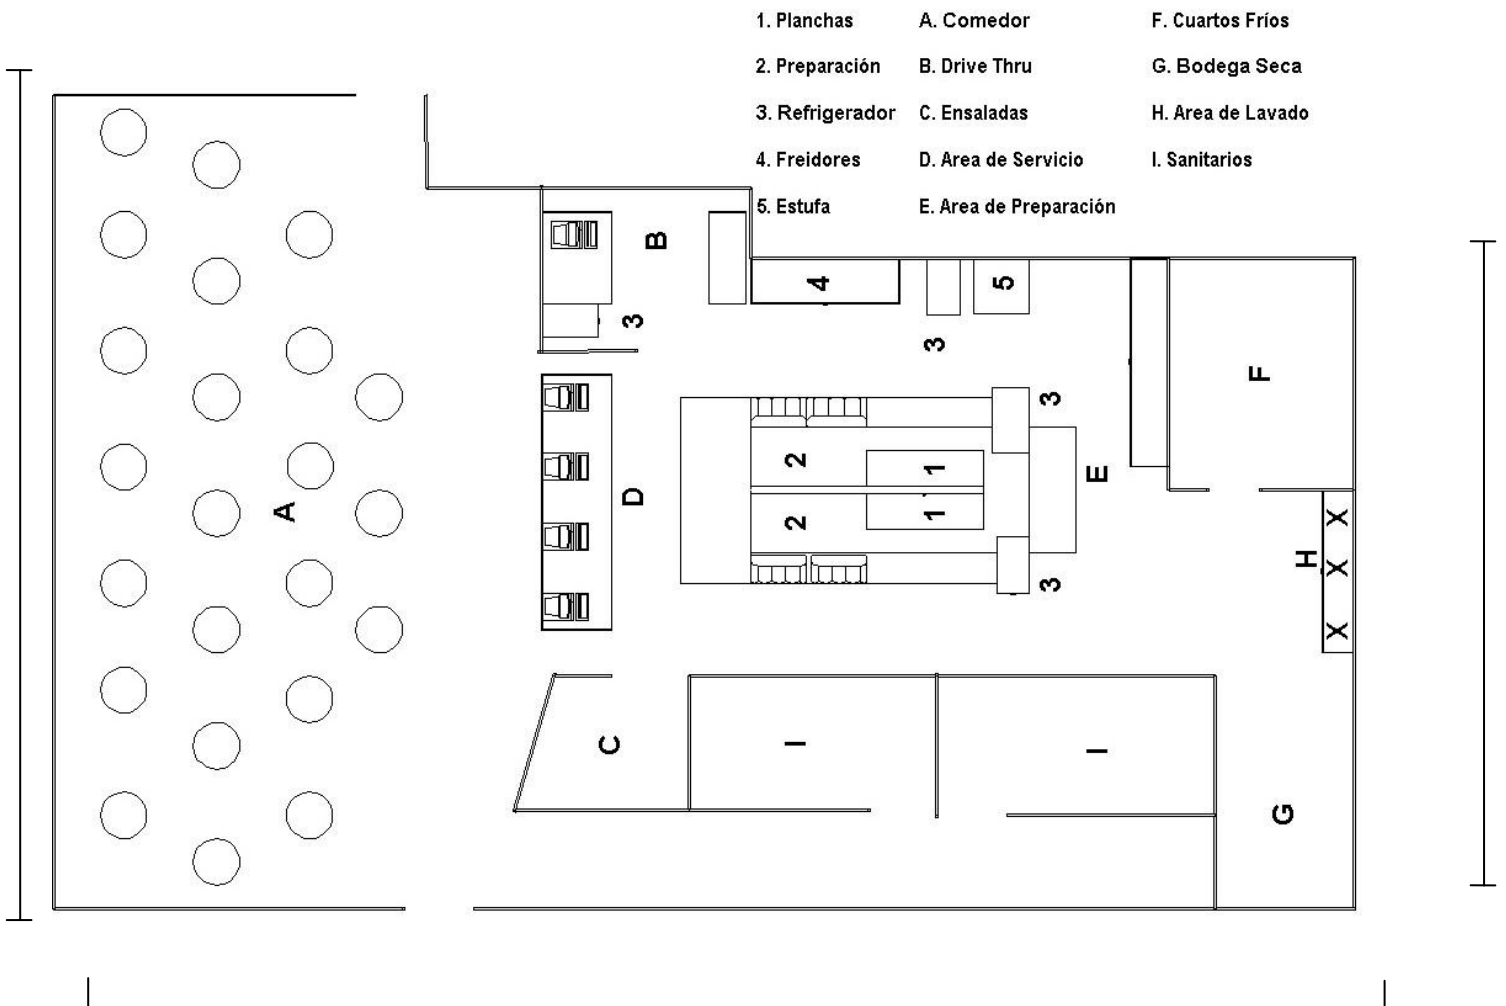 1. Planchas A. Comedor F. Cuartos Fríos
2. Preparación B. Drive Thru G. Bodega Seca
3. Refrigerador C. Ensaladas H. Area de Lavado
4. Freidores D. Area de Servicio I. Sanitarios
5. Estufa E. Area de Preparación
B
4
5
3
3
F
3
2
1
E
D
A
2
1
H
X
X
X
3
C
I
I
G